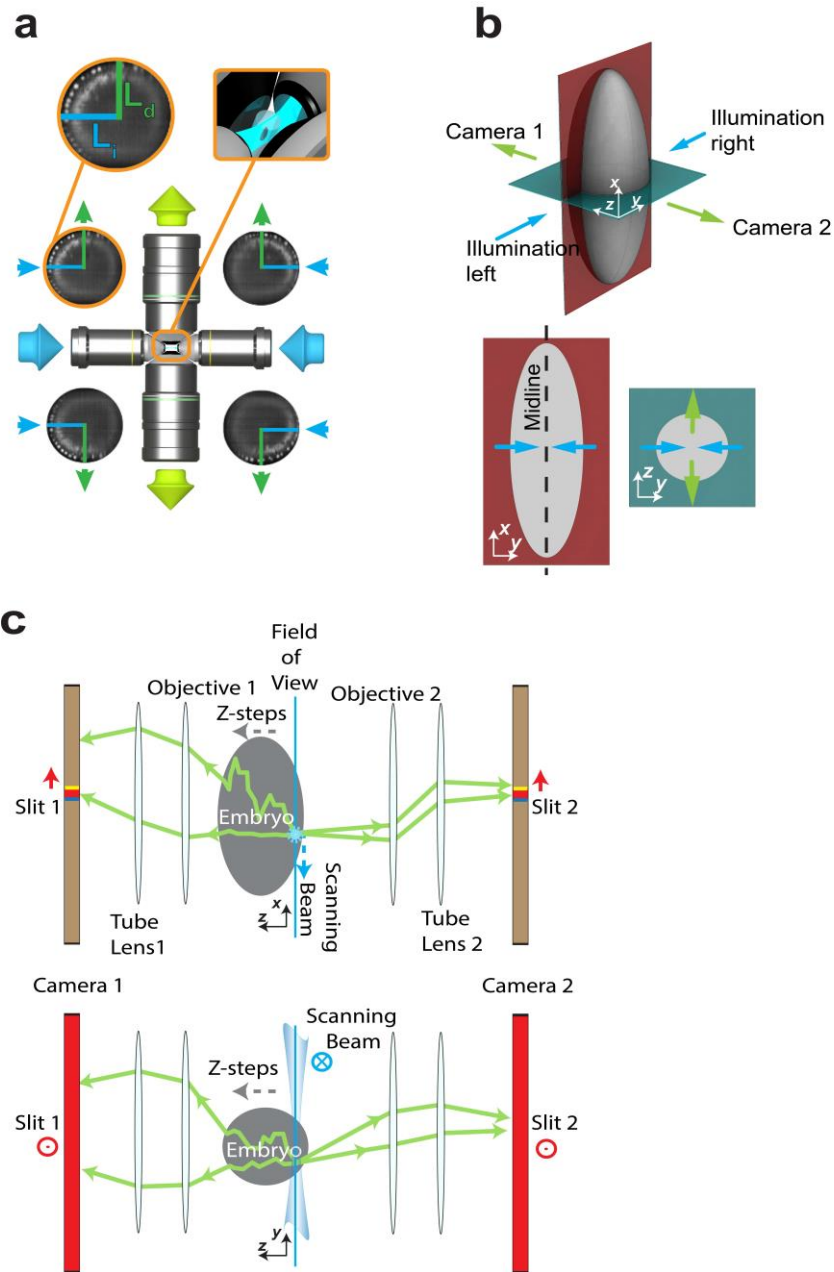 a
L d
L i
b
Camera 1
Illumination
right
x
z
y
Camera 2
Illumination
left
Midline
x
y
z
y
c
Field
of
View
Objective 1
Objective 2
Z-steps
Slit 1
Embryo
Slit 2
Scanning
Beam
x
z
Tube
Lens1
Tube
Lens 2
Camera 1
Camera 2
Scanning
Beam
Z-steps
Slit 1
Embryo
Slit 2
y
z